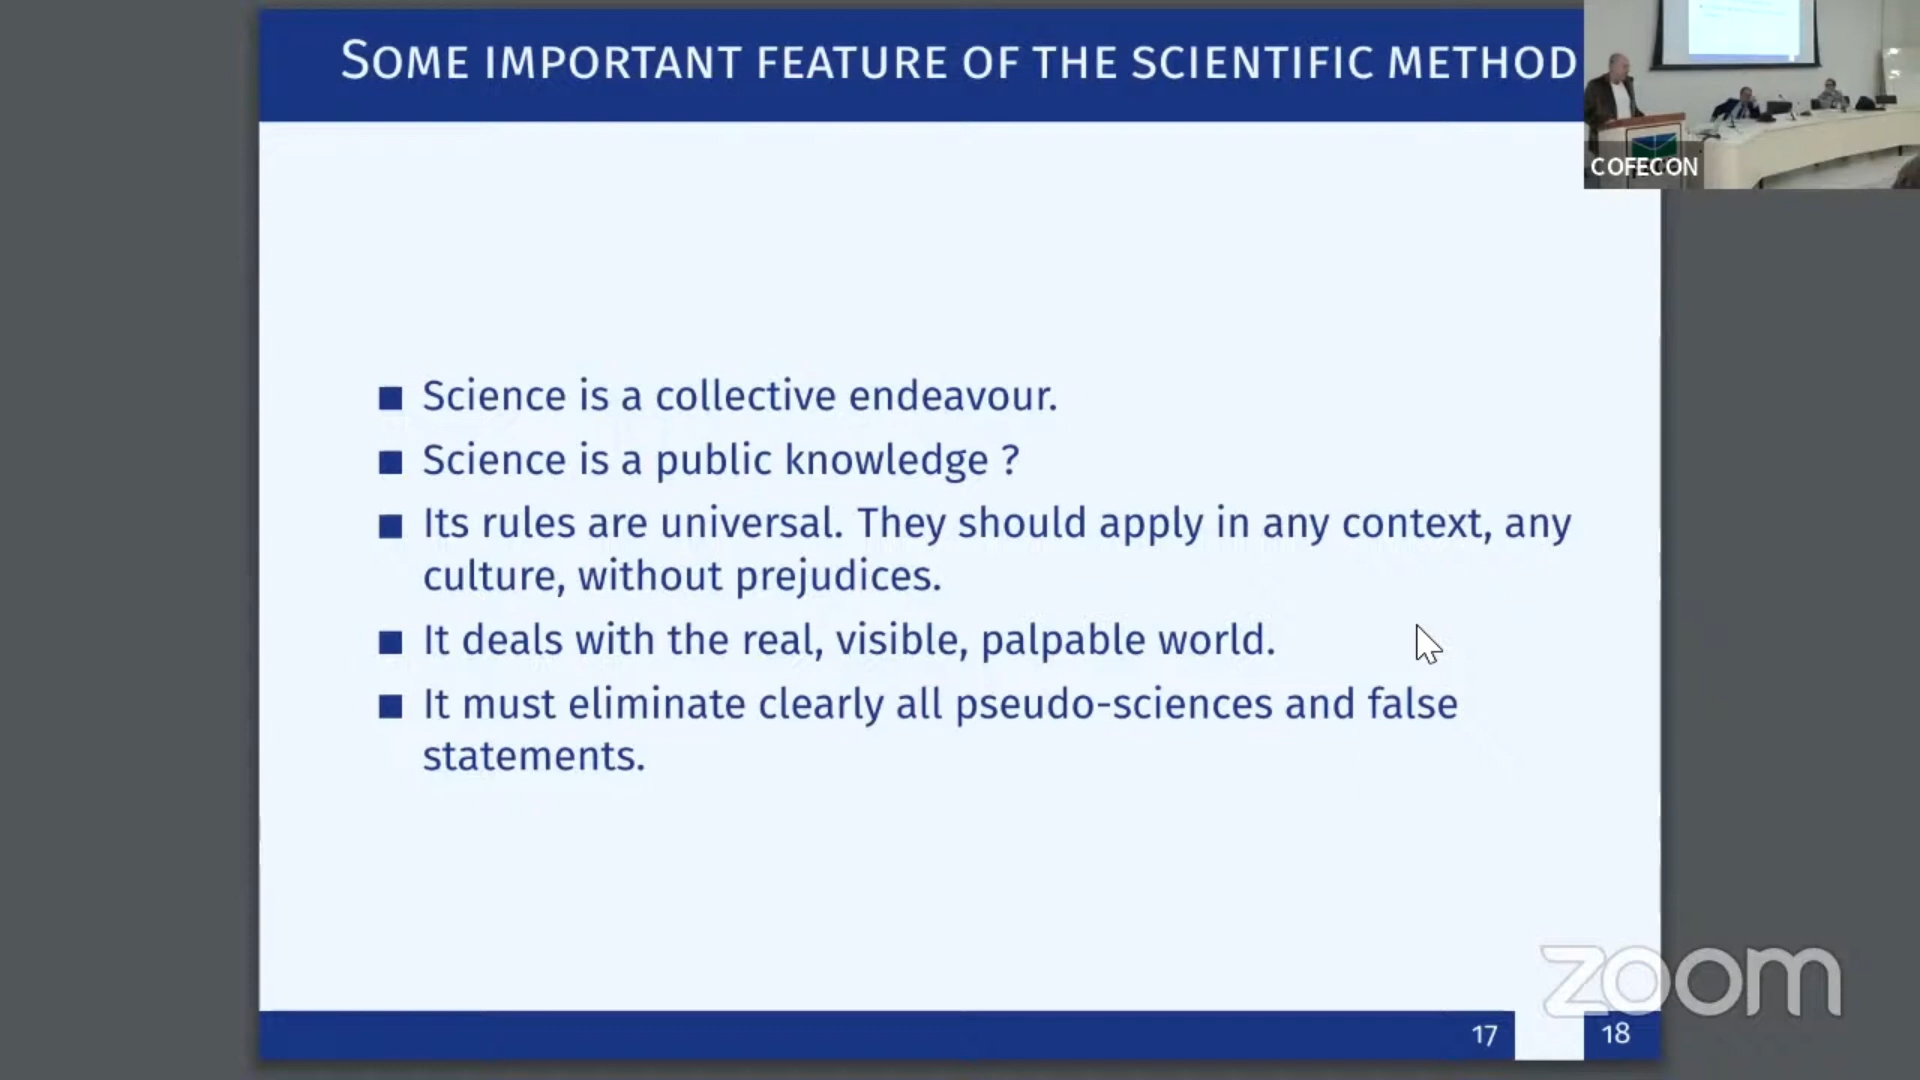 SOME IMPORTANT FEATURE OF THE SCIENTIFIC METHOD
COFECON
■ Science is a collective endeavour.
■ Science is a public knowledge ?
■ Its rules are universal. They should apply in any context, any
culture, without prejudices.
■ It deals with the real, visible, palpable world.
■ It must eliminate clearly all pseudo-sciences and false
statements.
zoom
17 18